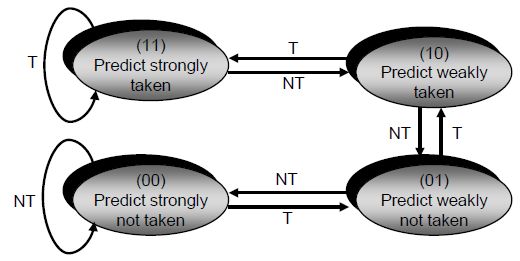 (11)
Predict strongly
taken
T
T
NT
(10)
Predict weakly
taken
NT
T
(00)
Predict strongly
not taken
NT
NT
T
(01)
Predict weakly
not taken